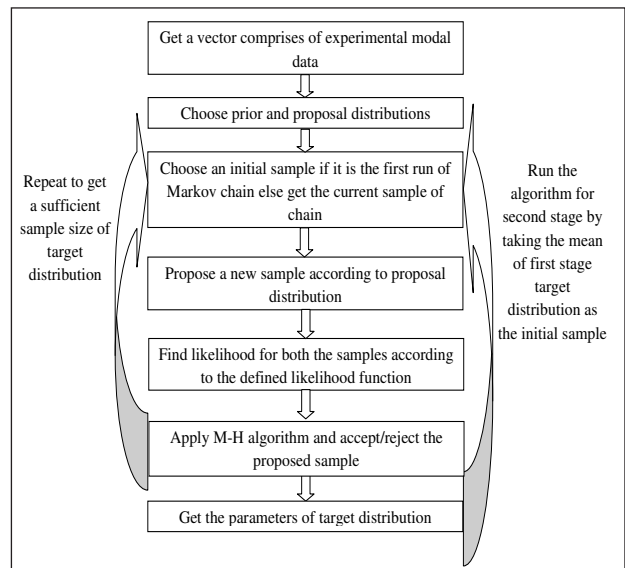 Get a vector comprises of experimental modal
data
Choose prior and proposal distributions
Choose an initial sample if it is the first run of
Markov chain else get the current sample of
chain
Propose a new sample according to proposal
distribution
Find likelihood for both the samples according
to the defined likelihood function
Apply M-H algorithm and accept/reject the
proposed sample
Get the parameters of target distribution
Repeat to get
a sufficient
sample size of
target
distribution
Run the
algorithm for
second stage by
taking the mean
of first stage
target
distribution as
the initial sample